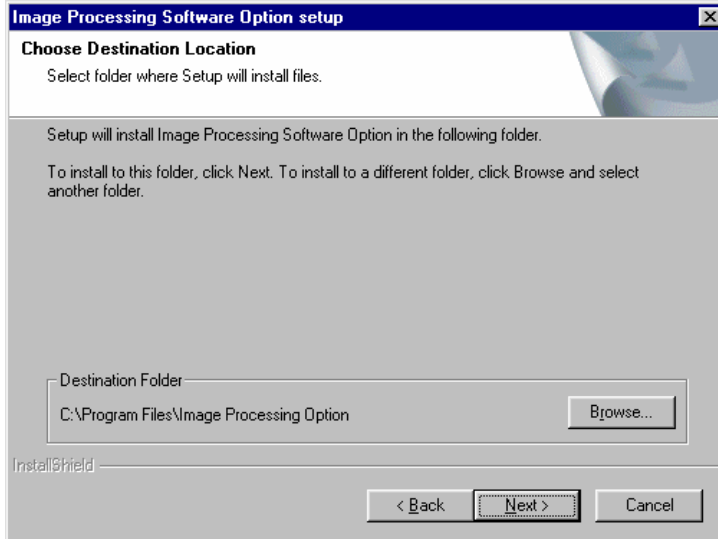 Image Processing Software Option setup
Choose Destination Location
Select folder where Setup will install files.
Setup will install Image Processing Software Option in the following folder.
To install to this folder, click Next. To install to a different folder, click Browse and select
another folder.
Destination Folder
C:\Program Files\Image Processing Option
Browse...
InstallShield
< Back
Next >
Cancel